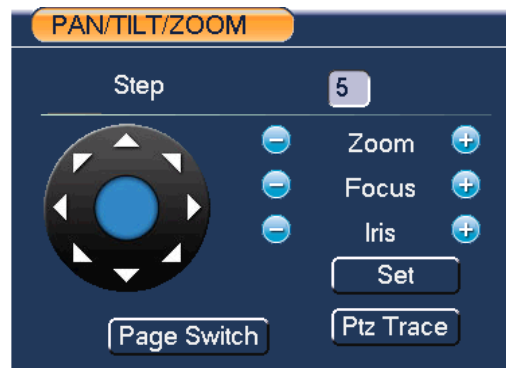 PAN/TILT/ZOOM
Step 5
Zoom
Focus
Iris
Set
Page Switch
Ptz Trace